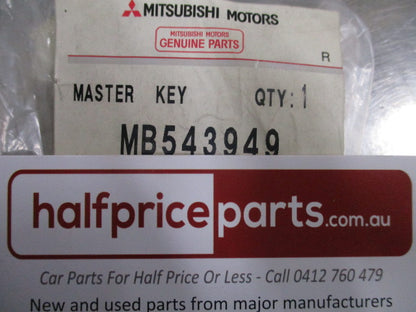 MITSUBISHI MOTORS
MITSUBISHI MOTORS
GENUINE PARTS
R
MASTER KEY QTY:1
MB543949
halfpriceparts.com.au
Car Parts For Half Price Or Less - Call 0412 760 479
New and used parts from major manufacturers